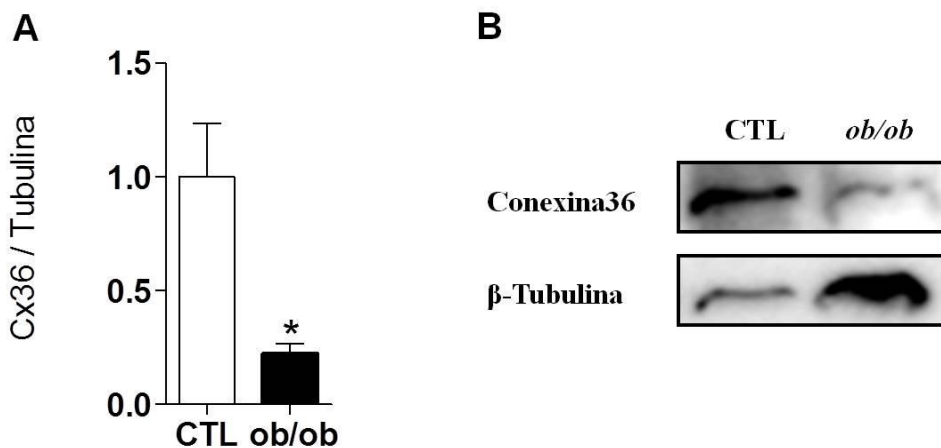 A
Cx36 / Tubulina
1.5
1.0
0.5
0.0
*
CTL ob/ob
B
CTL ob/ob
Conexina36
β-Tubulina